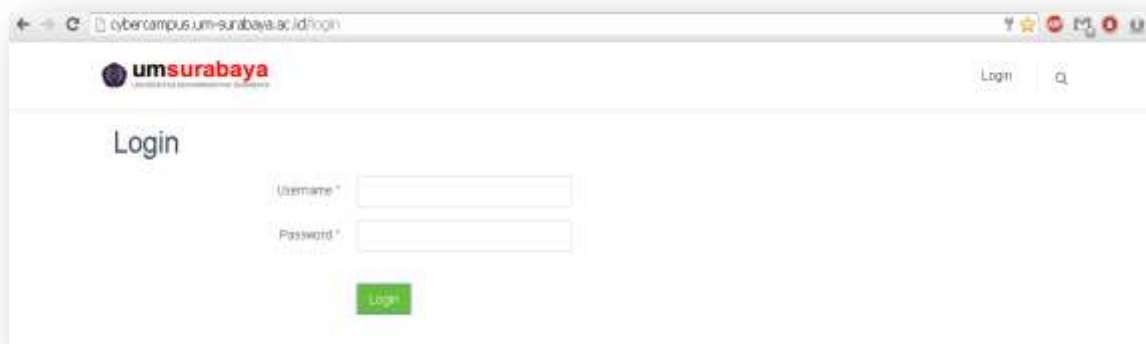 cybercampus.um-surabaya.ac.id/login
umsurabaya
Login
Login
Username *
Password *
Login